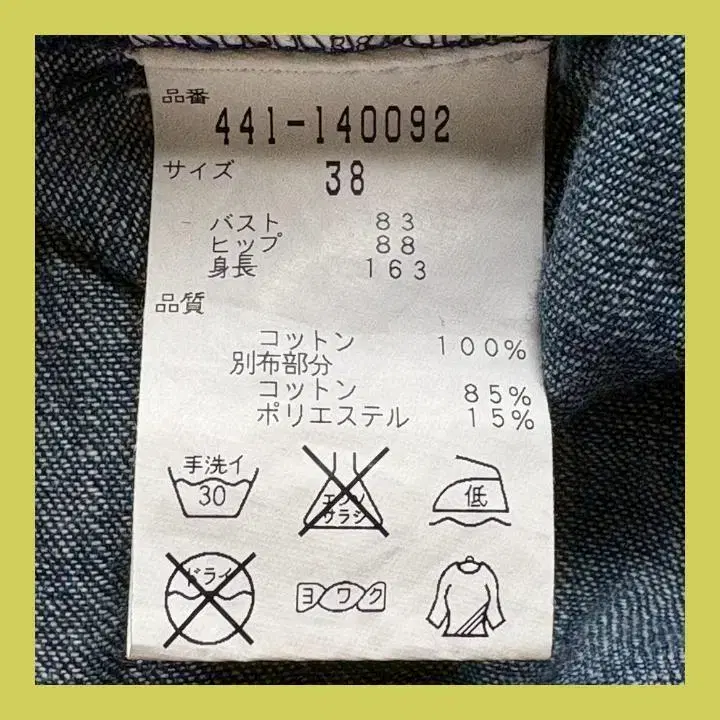 品番
441-140092
サイズ 38
バスト 83
ヒップ 88
身長 163
品質
コットン 100%
別布部分
コットン 85%
ポリエステル 15%
手洗イ 30
エンソ サラシ
低
ドライ
ヨワク